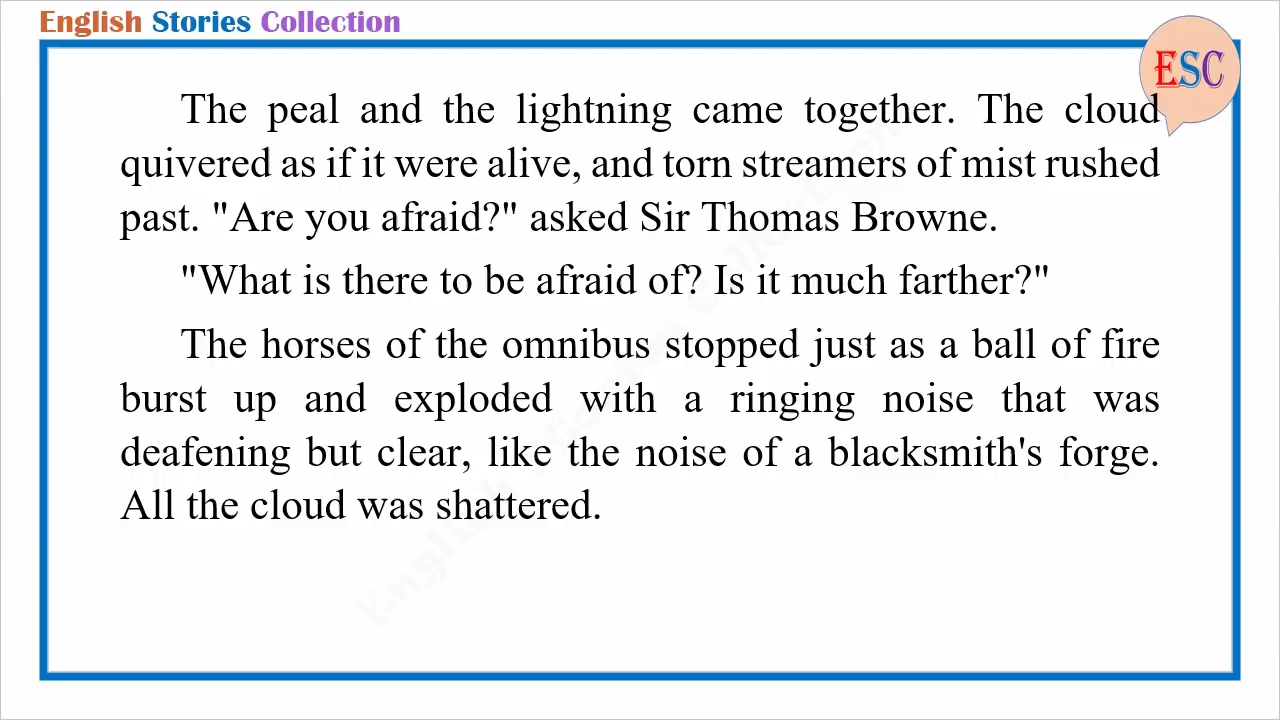 English Stories Collection
ESC
The peal and the lightning came together. The cloud
quivered as if it were alive, and torn streamers of mist rushed
past. "Are you afraid?" asked Sir Thomas Browne.
"What is there to be afraid of? Is it much farther?"
The horses of the omnibus stopped just as a ball of fire
burst up and exploded with a ringing noise that was
deafening but clear, like the noise of a blacksmith's forge.
All the cloud was shattered.
English Stories Collection